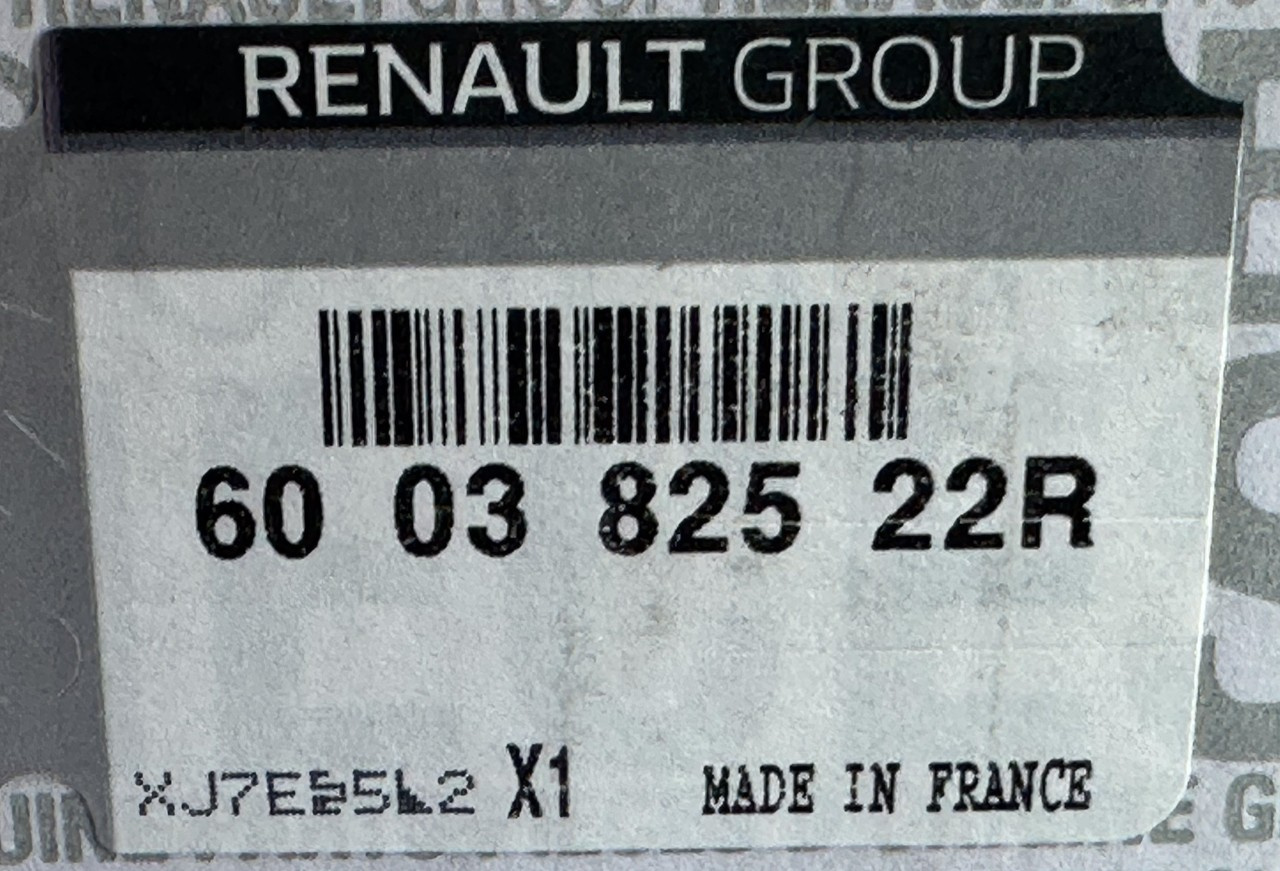 RENAULT GROUP
60 03 825 22R
X1 MADE IN FRANCE